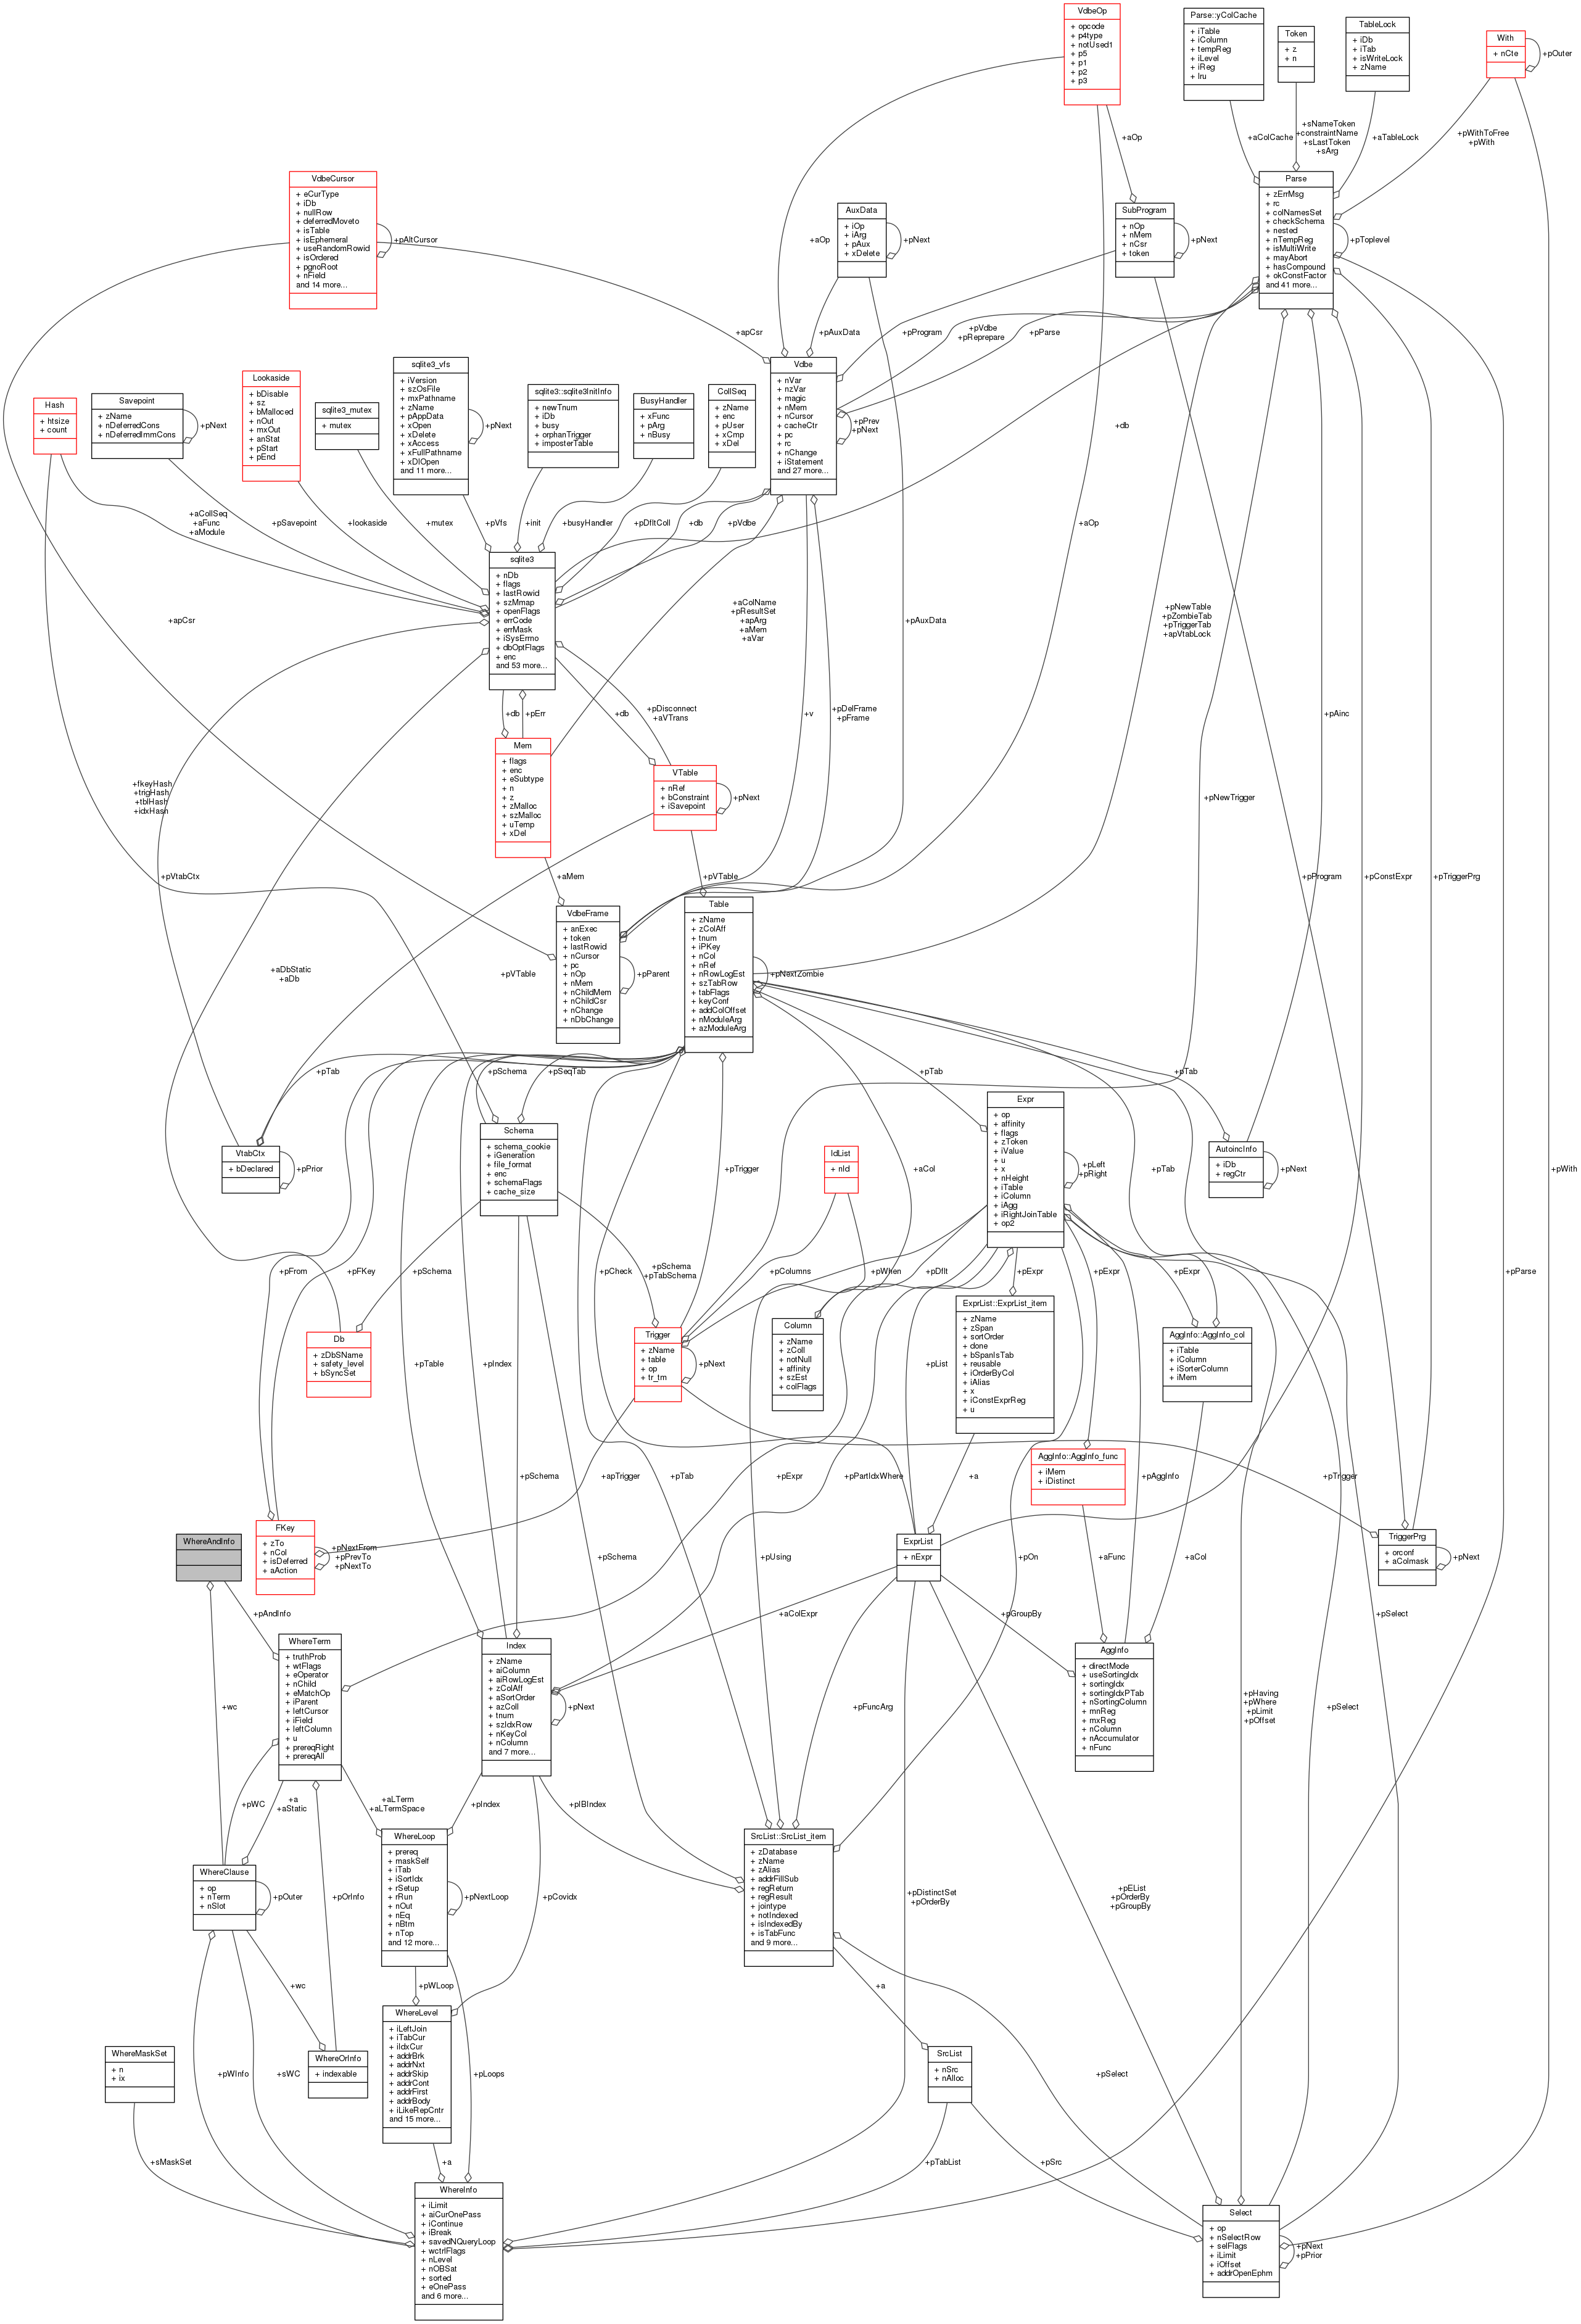 VdbeOp
+ opcode
+ p4type
+ notUsed1
+ p5
+ p1
+ p2
+ p3
Parse::yColCache
+ iTable
+ iColumn
+ tempReg
+ iLevel
+ iReg
+ lru
Token
+ z
+ n
TableLock
+ iDb
+ iTab
+ isWriteLock
+ zName
With
+ nCte
+pOuter
+aOp
+aColCache
+sNameToken
+constraintName
+sLastToken
+sArg
+aTableLock
+pWithToFree
+pWith
VdbeCursor
+ eCurType
+ iDb
+ nullRow
+ deferredMoveto
+ isTable
+ isEphemeral
+ useRandomRowid
+ isOrdered
+ pgnoRoot
+ nField
and 14 more...
+pAltCursor
AuxData
+ iOp
+ iArg
+ pAux
+ xDelete
+pNext
SubProgram
+ nOp
+ nMem
+ nCsr
+ token
+pNext
Parse
+ zErrMsg
+ rc
+ colNamesSet
+ checkSchema
+ nested
+ nTempReg
+ isMultiWrite
+ mayAbort
+ hasCompound
+ okConstFactor
and 41 more...
+pToplevel
+aOp
+apCsr
+pAuxData
+pProgram
+pVdbe
+pReprepare
+pParse
Hash
+ htsize
+ count
Savepoint
+ zName
+ nDeferredCons
+ nDeferredImmCons
+pNext
Lookaside
+ bDisable
+ sz
+ bMalloced
+ nOut
+ mxOut
+ anStat
+ pStart
+ pEnd
sqlite3_mutex
+ mutex
sqlite3_vfs
+ iVersion
+ szOsFile
+ mxPathname
+ zName
+ pAppData
+ xOpen
+ xDelete
+ xAccess
+ xFullPathname
+ xDlOpen
and 11 more...
+pNext
sqlite3::sqlite3InitInfo
+ newTnum
+ iDb
+ busy
+ orphanTrigger
+ imposterTable
BusyHandler
+ xFunc
+ pArg
+ nBusy
CollSeq
+ zName
+ enc
+ pUser
+ xCmp
+ xDel
Vdbe
+ nVar
+ nzVar
+ magic
+ nMem
+ nCursor
+ cacheCtr
+ pc
+ rc
+ nChange
+ iStatement
and 27 more...
+pPrev
+pNext
+db
+aCollSeq
+aFunc
+aModule
+pSavepoint
+lookaside
+mutex
+pVfs
+init
+busyHandler
+pDfltColl
+db
+pVdbe
+aOp
sqlite3
+ nDb
+ flags
+ lastRowid
+ szMmap
+ openFlags
+ errCode
+ errMask
+ iSysErrno
+ dbOptFlags
+ enc
and 53 more...
+apCsr
+aColName
+pResultSet
+apArg
+aMem
+aVar
+pAuxData
+pNewTable
+pZombieTab
+pTriggerTab
+apVtabLock
+db
+pErr
+db
+pDisconnect
+aVTrans
+v
+pDelFrame
+pFrame
+pAinc
Mem
+ flags
+ enc
+ eSubtype
+ n
+ z
+ zMalloc
+ szMalloc
+ uTemp
+ xDel
VTable
+ nRef
+ bConstraint
+ iSavepoint
+pNext
+fkeyHash
+trigHash
+tblHash
+idxHash
+pNewTrigger
+pVtabCtx
+aMem
+pVTable
+pProgram
+pConstExpr
+pTriggerPrg
VdbeFrame
+ anExec
+ token
+ lastRowid
+ nCursor
+ pc
+ nOp
+ nMem
+ nChildMem
+ nChildCsr
+ nChange
+ nDbChange
+pParent
Table
+ zName
+ zColAff
+ tnum
+ iPKey
+ nCol
+ nRef
+ nRowLogEst
+ szTabRow
+ tabFlags
+ keyConf
+ addColOffset
+ nModuleArg
+ azModuleArg
+pNextZombie
+aDbStatic
+aDb
+pVTable
+pTab
+pSchema
+pSeqTab
+pTab
+pTab
VtabCtx
+ bDeclared
+pPrior
Schema
+ schema_cookie
+ iGeneration
+ file_format
+ enc
+ schemaFlags
+ cache_size
+pTrigger
IdList
+ nId
+aCol
Expr
+ op
+ affinity
+ flags
+ zToken
+ iValue
+ u
+ x
+ nHeight
+ iTable
+ iColumn
+ iAgg
+ iRightJoinTable
+ op2
+pLeft
+pRight
+pTab
AutoincInfo
+ iDb
+ regCtr
+pNext
+pWith
+pFrom
+pFKey
+pSchema
+pCheck
+pSchema
+pTabSchema
+pColumns
+pWhen
+pDflt
+pExpr
+pExpr
+pExpr
+pParse
Db
+ zDbSName
+ safety_level
+ bSyncSet
Trigger
+ zName
+ table
+ op
+ tr_tm
+pNext
Column
+ zName
+ zColl
+ notNull
+ affinity
+ szEst
+ colFlags
ExprList::ExprList_item
+ zName
+ zSpan
+ sortOrder
+ done
+ bSpanIsTab
+ reusable
+ iOrderByCol
+ iAlias
+ x
+ iConstExprReg
+ u
AggInfo::AggInfo_col
+ iTable
+ iColumn
+ iSorterColumn
+ iMem
+pTable
+pIndex
+pList
+pSchema
+apTrigger
+pTab
+pExpr
+pPartIdxWhere
+a
AggInfo::AggInfo_func
+ iMem
+ iDistinct
+pAggInfo
+pTrigger
WhereAndInfo
FKey
+ zTo
+ nCol
+ isDeferred
+ aAction
+pNextFrom
+pPrevTo
+pNextTo
+pSchema
+pUsing
ExprList
+ nExpr
+pOn
+aFunc
+aCol
TriggerPrg
+ orconf
+ aColmask
+pNext
+pAndInfo
+aColExpr
+pGroupBy
+pSelect
WhereTerm
+ truthProb
+ wtFlags
+ eOperator
+ nChild
+ eMatchOp
+ iParent
+ leftCursor
+ iField
+ leftColumn
+ u
+ prereqRight
+ prereqAll
Index
+ zName
+ aiColumn
+ aiRowLogEst
+ zColAff
+ aSortOrder
+ azColl
+ tnum
+ szIdxRow
+ nKeyCol
+ nColumn
and 7 more...
+pNext
AggInfo
+ directMode
+ useSortingIdx
+ sortingIdx
+ sortingIdxPTab
+ nSortingColumn
+ mnReg
+ mxReg
+ nColumn
+ nAccumulator
+ nFunc
+wc
+pFuncArg
+pHaving
+pWhere
+pLimit
+pOffset
+pSelect
+pWC
+a
+aStatic
+aLTerm
+aLTermSpace
+pIndex
+pIBIndex
WhereLoop
+ prereq
+ maskSelf
+ iTab
+ iSortIdx
+ rSetup
+ rRun
+ nOut
+ nEq
+ nBtm
+ nTop
and 12 more...
+pNextLoop
SrcList::SrcList_item
+ zDatabase
+ zName
+ zAlias
+ addrFillSub
+ regReturn
+ regResult
+ jointype
+ notIndexed
+ isIndexedBy
+ isTabFunc
and 9 more...
WhereClause
+ op
+ nTerm
+ nSlot
+pOuter
+pOrInfo
+pCovidx
+pDistinctSet
+pOrderBy
+pEList
+pOrderBy
+pGroupBy
+wc
+pWLoop
+a
WhereLevel
+ iLeftJoin
+ iTabCur
+ iIdxCur
+ addrBrk
+ addrNxt
+ addrSkip
+ addrCont
+ addrFirst
+ addrBody
+ iLikeRepCntr
and 15 more...
WhereMaskSet
+ n
+ ix
WhereOrInfo
+ indexable
SrcList
+ nSrc
+ nAlloc
+pWInfo
+sWC
+pLoops
+pSelect
+sMaskSet
+a
+pTabList
+pSrc
WhereInfo
+ iLimit
+ aiCurOnePass
+ iContinue
+ iBreak
+ savedNQueryLoop
+ wctrlFlags
+ nLevel
+ nOBSat
+ sorted
+ eOnePass
and 6 more...
Select
+ op
+ nSelectRow
+ selFlags
+ iLimit
+ iOffset
+ addrOpenEphm
+pNext
+pPrior